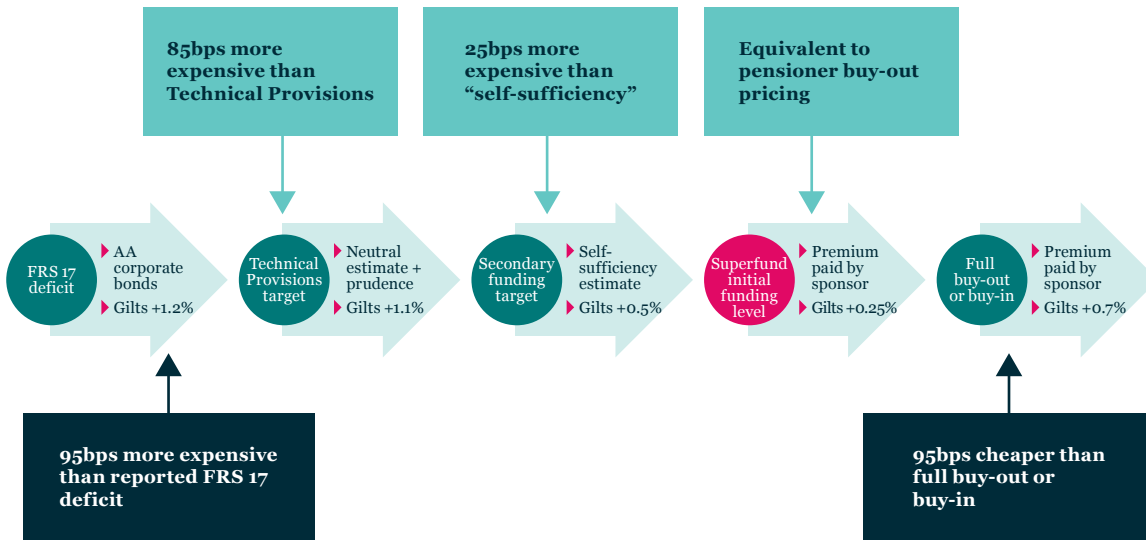 85bps more
expensive than
Technical Provisions
25bps more
expensive than
“self-sufficiency”
Equivalent to
pensioner buy-out
pricing
FRS 17
deficit
AA
corporate
bonds
Gilts +1.2%
Technical
Provisions
target
Neutral
estimate +
prudence
Gilts +1.1%
Secondary
funding
target
Self-
sufficiency
estimate
Gilts +0.5%
Superfund
initial
funding
level
Premium
paid by
sponsor
Gilts +0.25%
Full
buy-out
or buy-in
Premium
paid by
sponsor
Gilts +0.7%
95bps more expensive
than reported FRS 17
deficit
95bps cheaper than
full buy-out or
buy-in